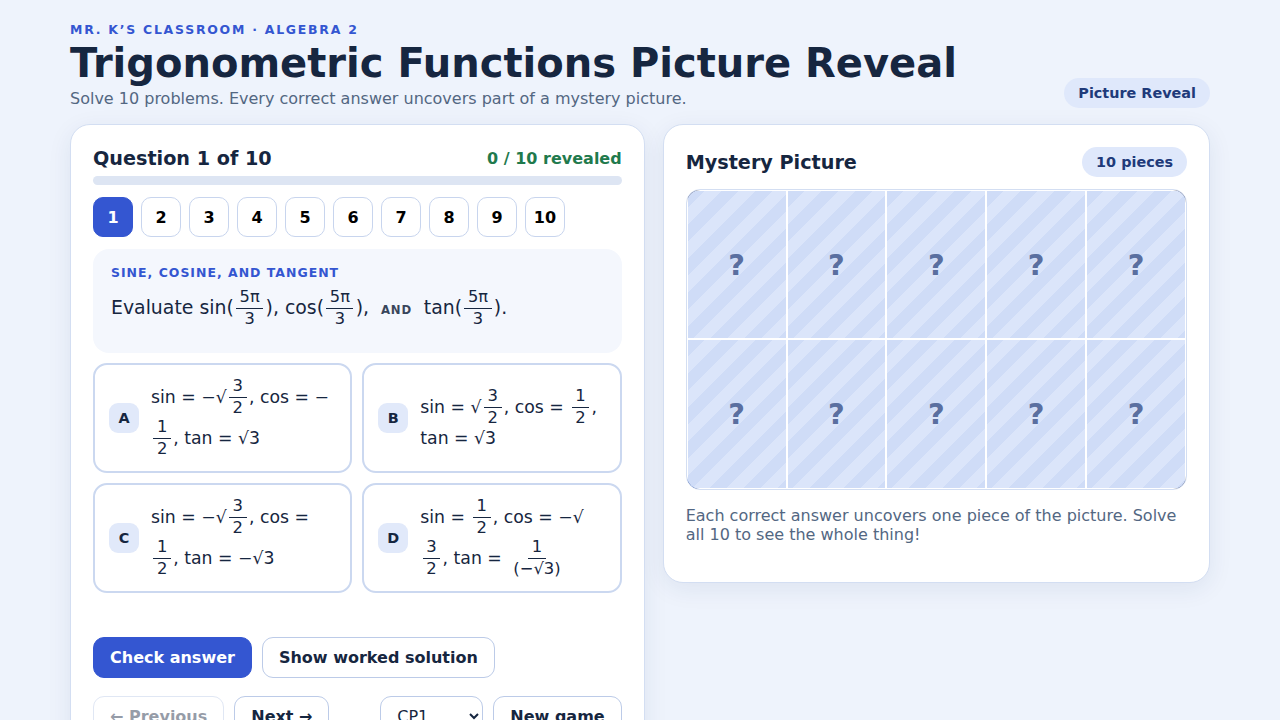 MR. K’S CLASSROOM · ALGEBRA 2
Trigonometric Functions Picture Reveal
Solve 10 problems. Every correct answer uncovers part of a mystery picture.
Picture Reveal
Question 1 of 10
0 / 10 revealed
1 2 3 4 5 6 7 8 9 10
SINE, COSINE, AND TANGENT
Evaluate sin(5π/3), cos(5π/3), AND tan(5π/3).
A
sin = −√3/2, cos = −
1/2, tan = √3
B
sin = √3/2, cos = 1/2,
tan = √3
C
sin = −√3/2, cos =
1/2, tan = −√3
D
sin = 1/2, cos = −√
3/2, tan = 1/(−√3)
Check answer
Show worked solution
← Previous
Next →
CP1
New game
Mystery Picture
10 pieces
? ? ? ? ?
? ? ? ? ?
Each correct answer uncovers one piece of the picture. Solve
all 10 to see the whole thing!